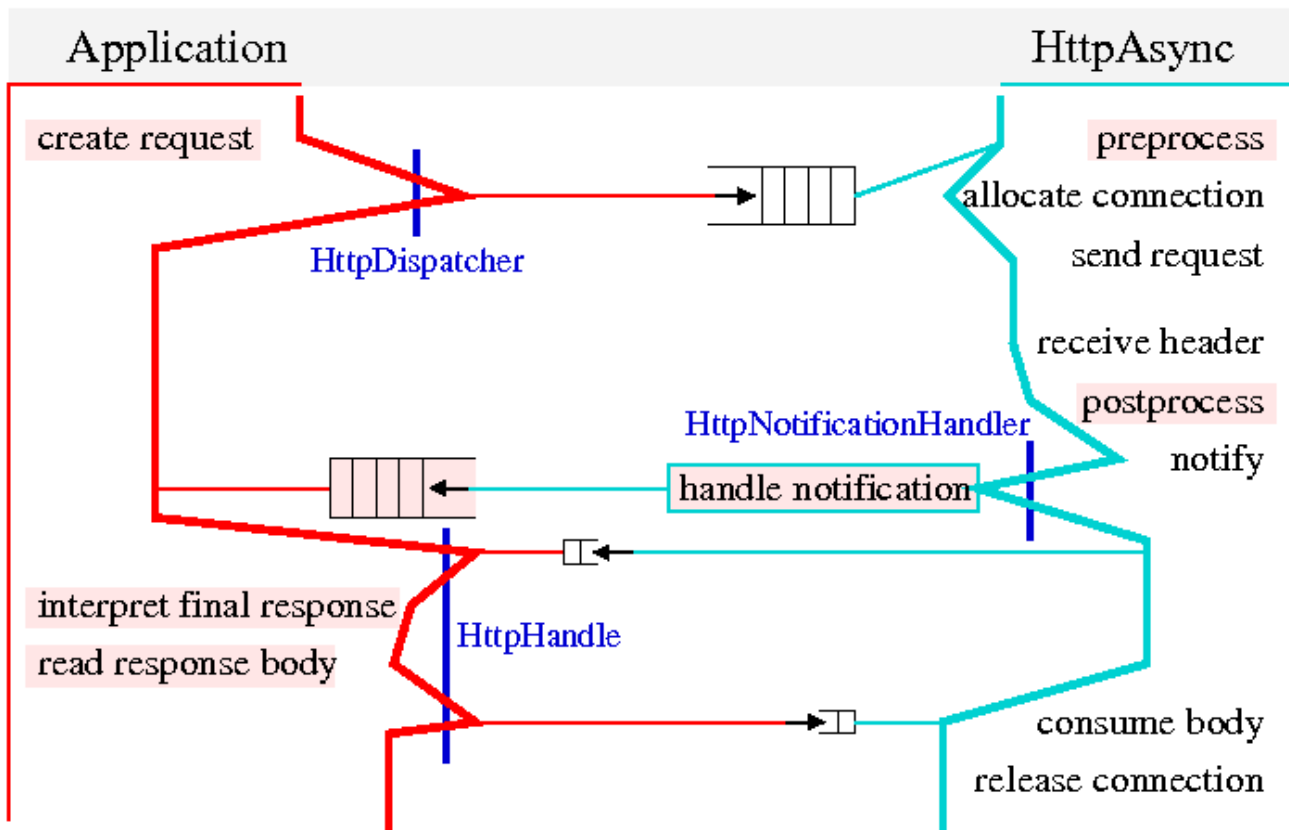 Application
HttpAsync
create request
preprocess
allocate connection
HttpDispatcher
send request
receive header
postprocess
HttpNotificationHandler
notify
handle notification
interpret final response
HttpHandle
read response body
consume body
release connection